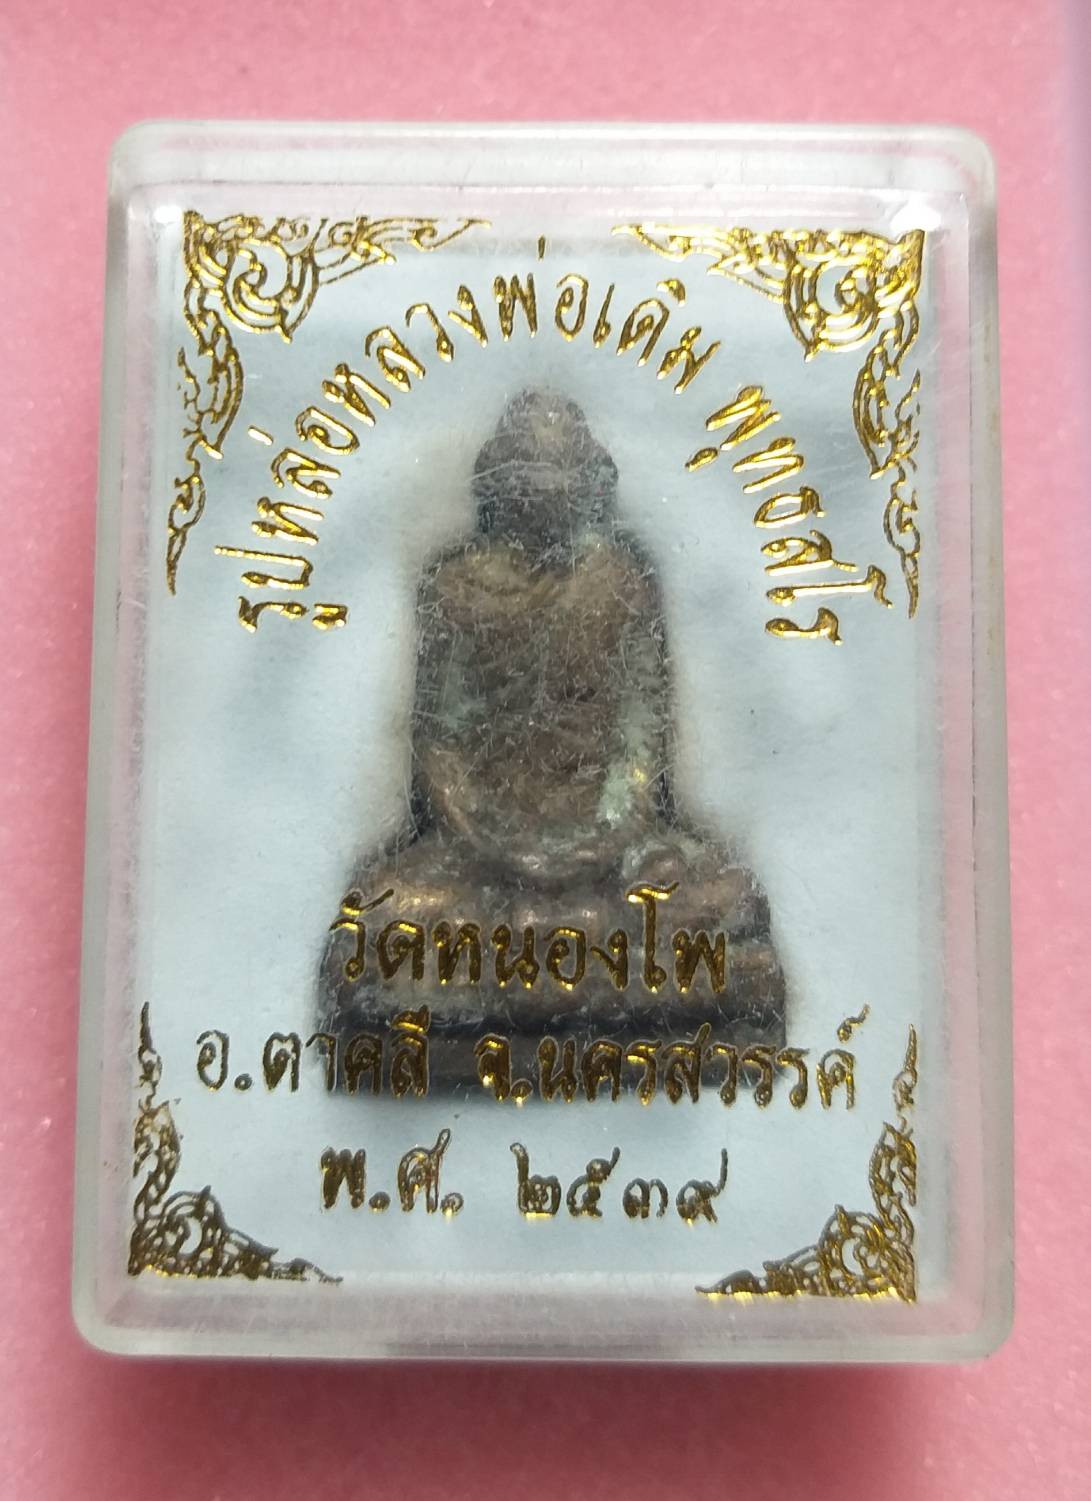 รูปหล่อหลวงพ่อเดิม พุทธสโร
วัดหนองโพ
อ.ตาคลี จ.นครสวรรค์
พ.ศ. ๒๕๓๙